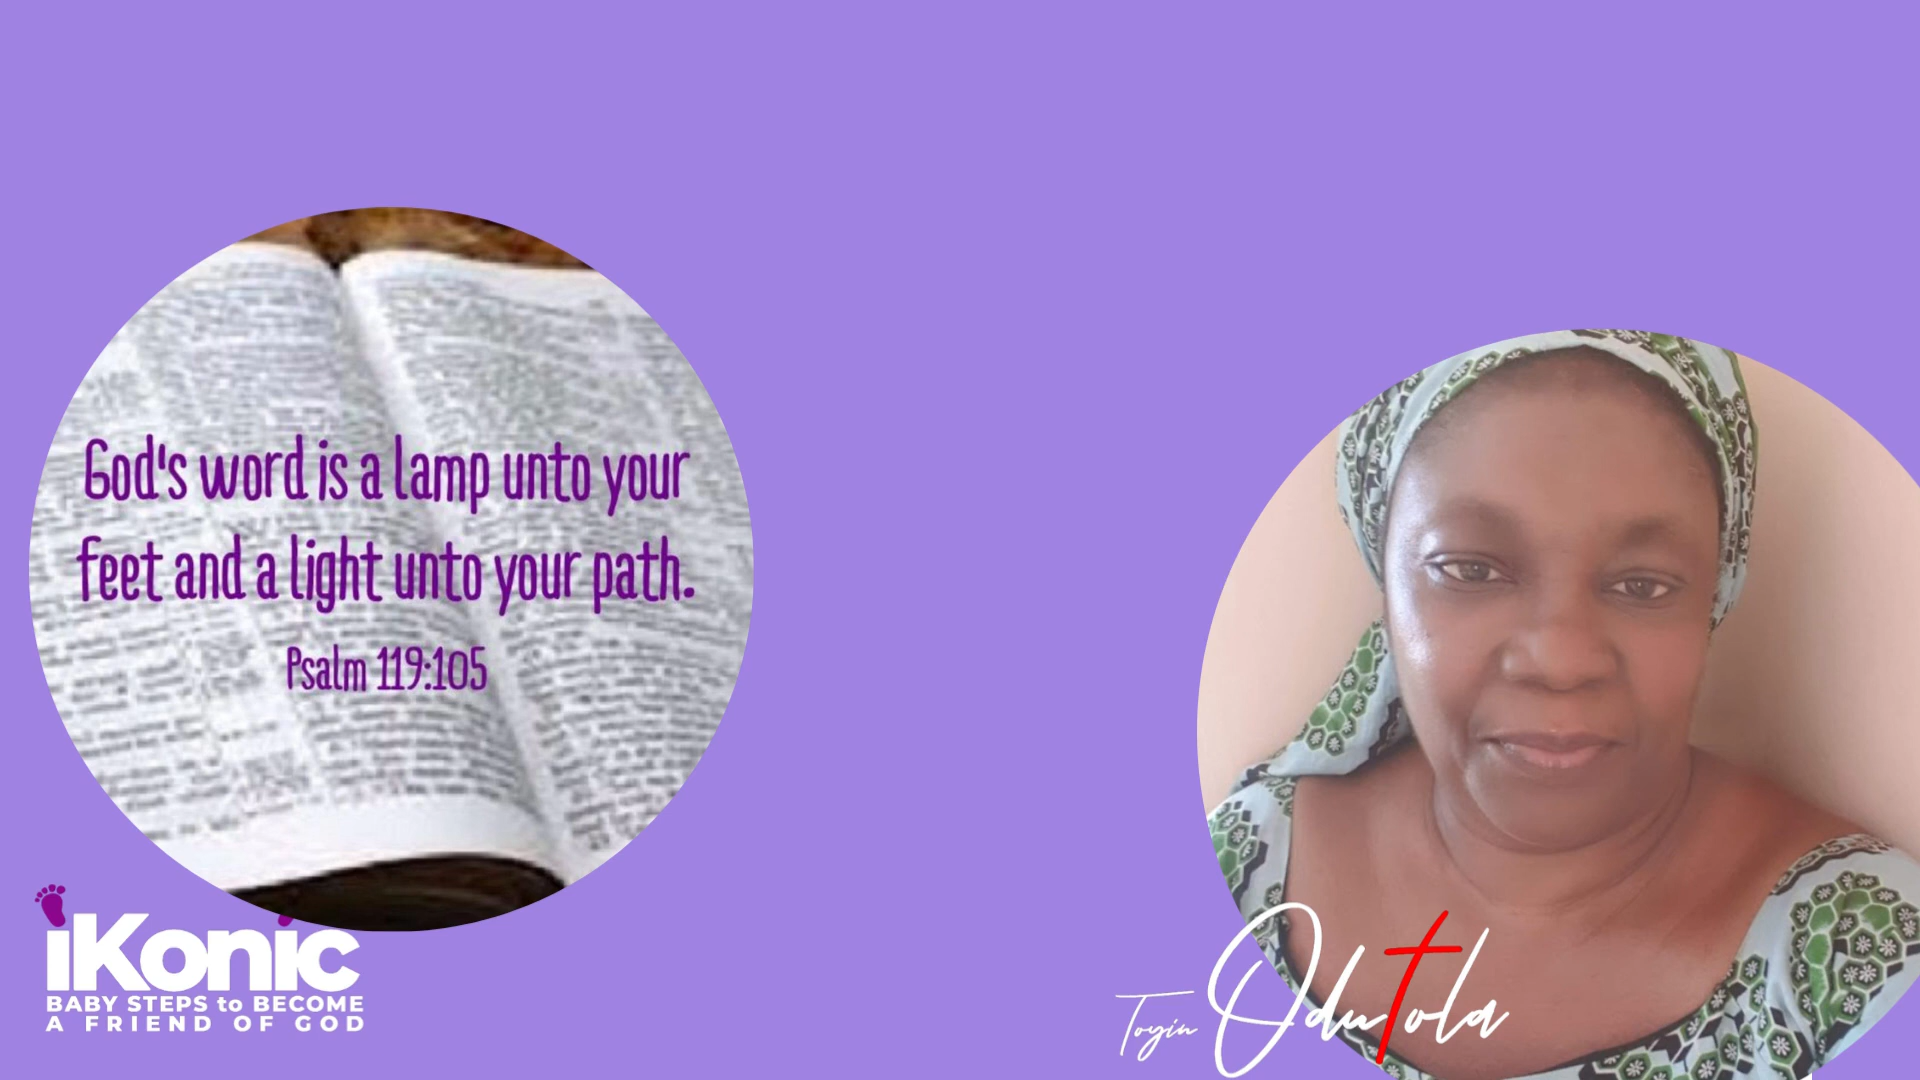 God's word is a lamp unto your
feet and a light unto your path.
Psalm 119:105
iKonic
BABY STEPS to BECOME
A FRIEND OF GOD
Toyin Odutola